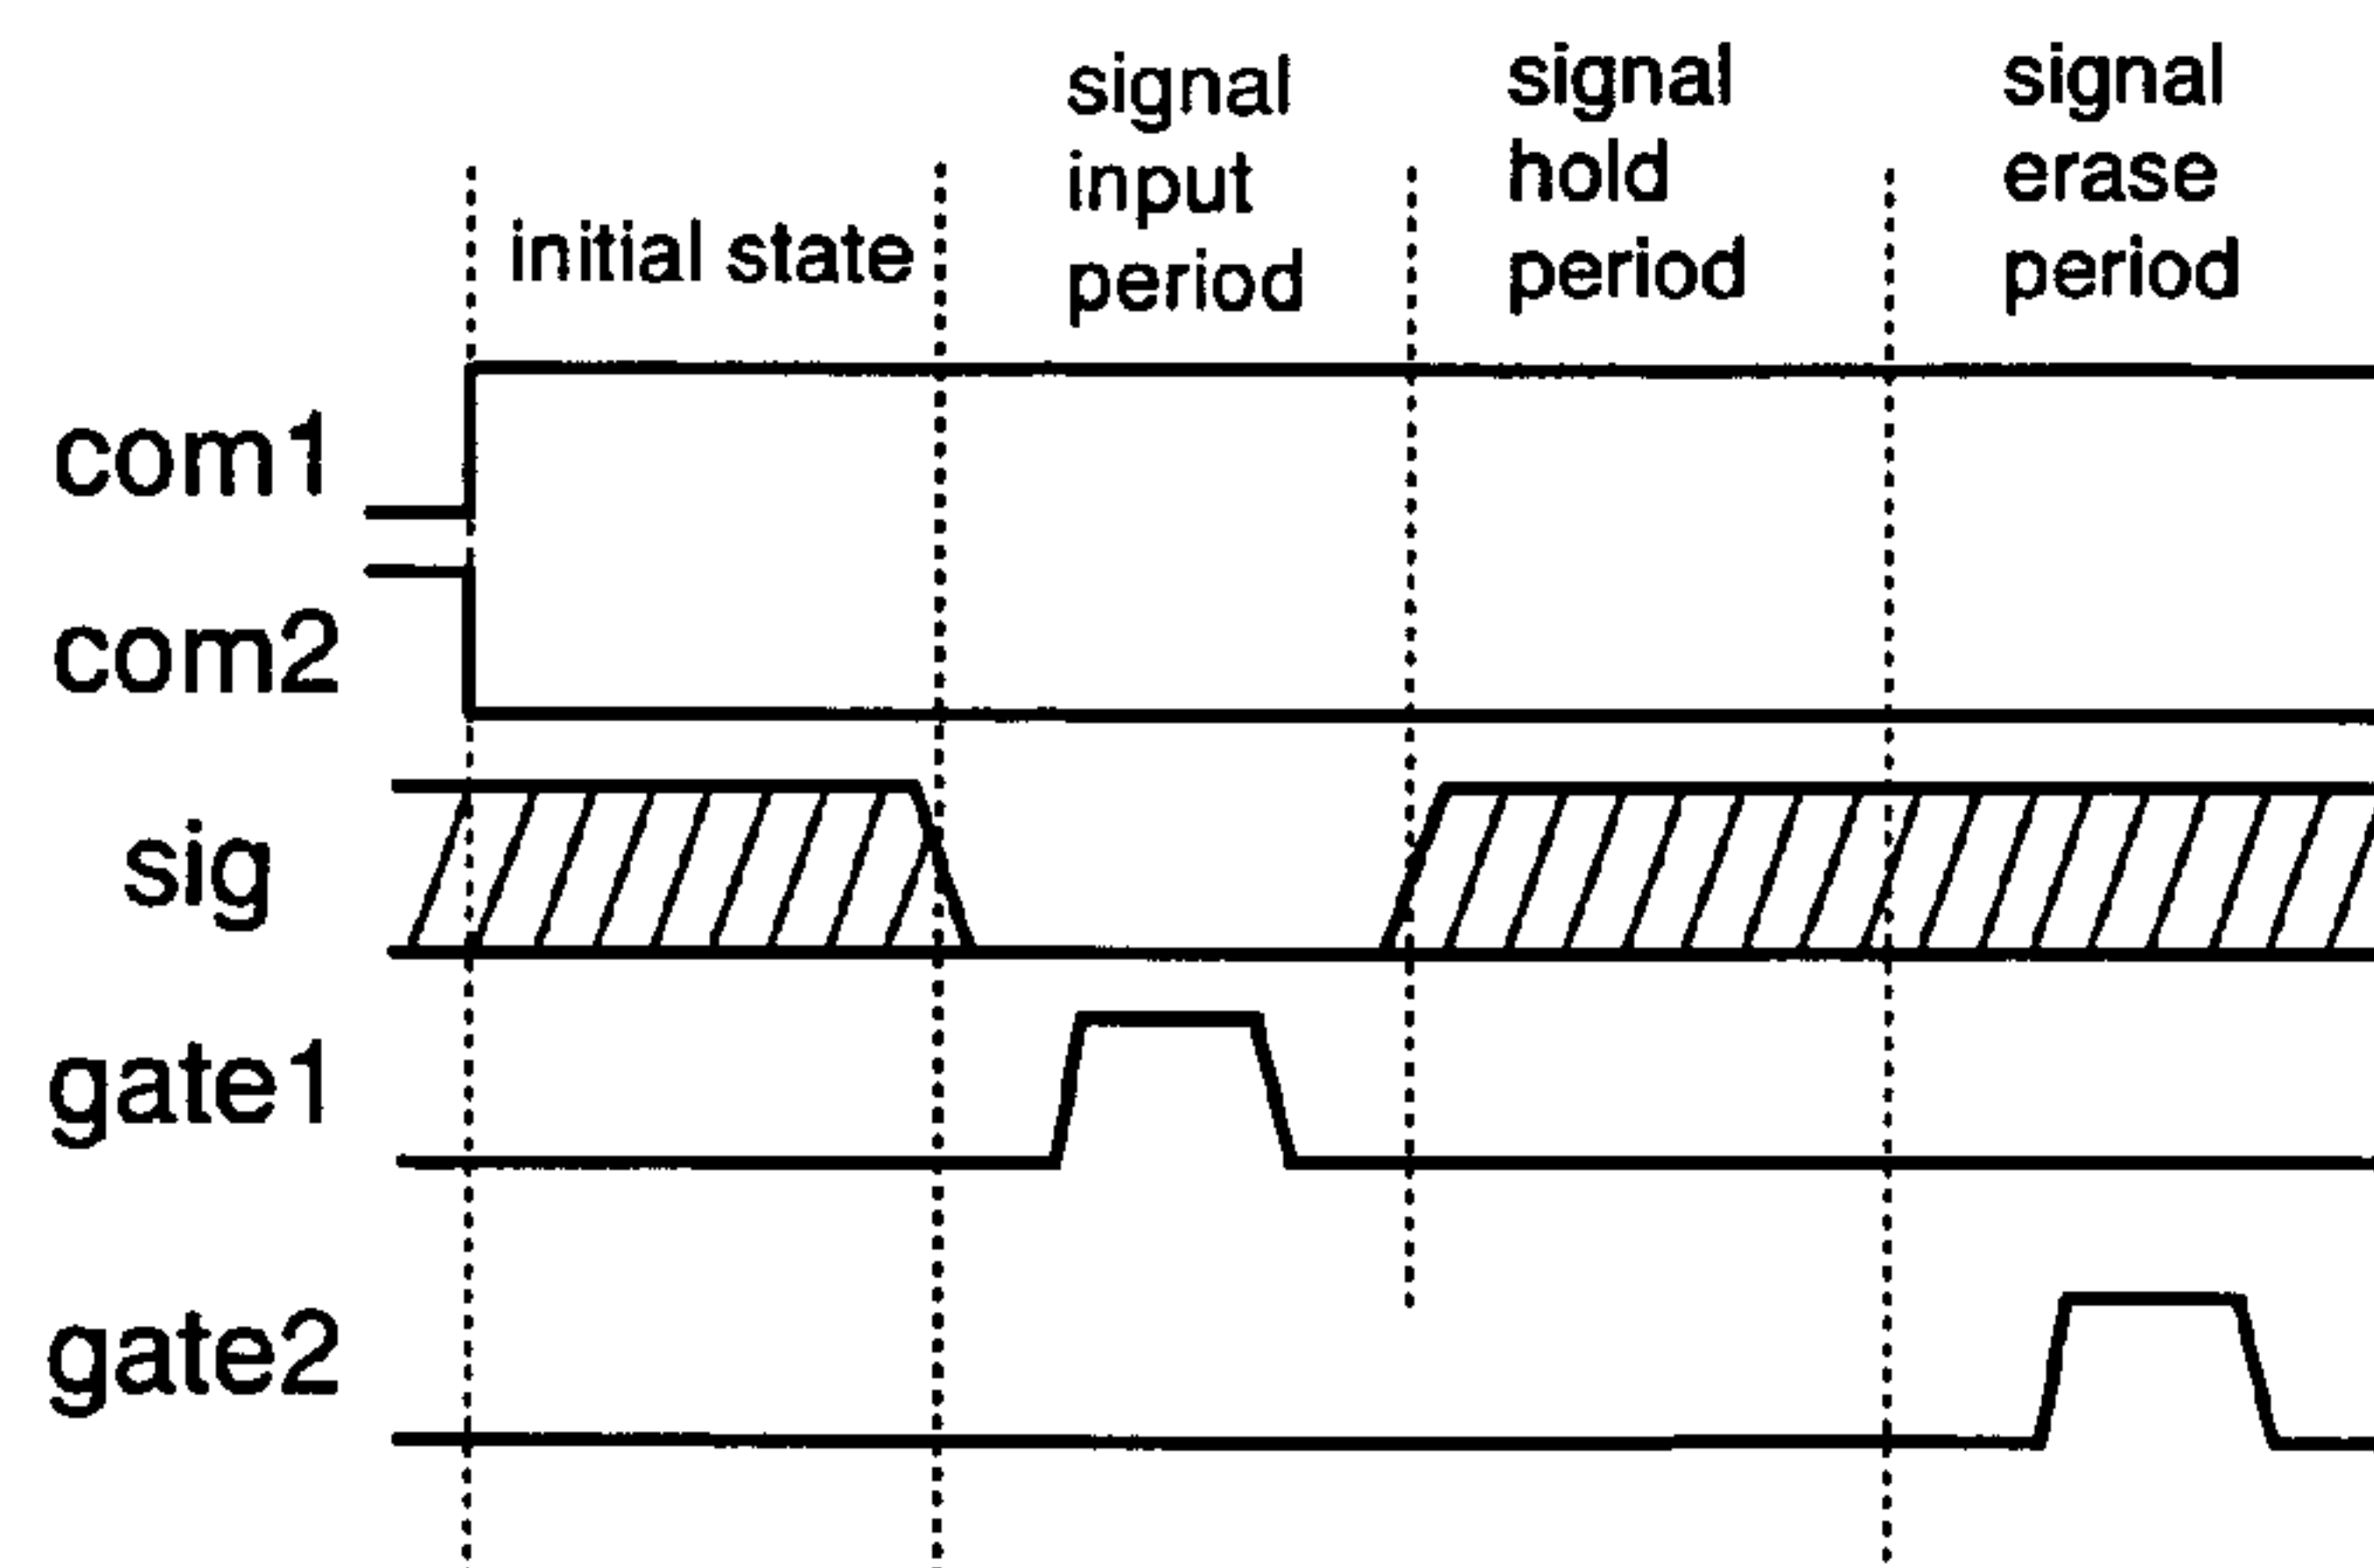 initial state
signal
input
period
signal
hold
period
signal
erase
period
com1
com2
sig
gate1
gate2